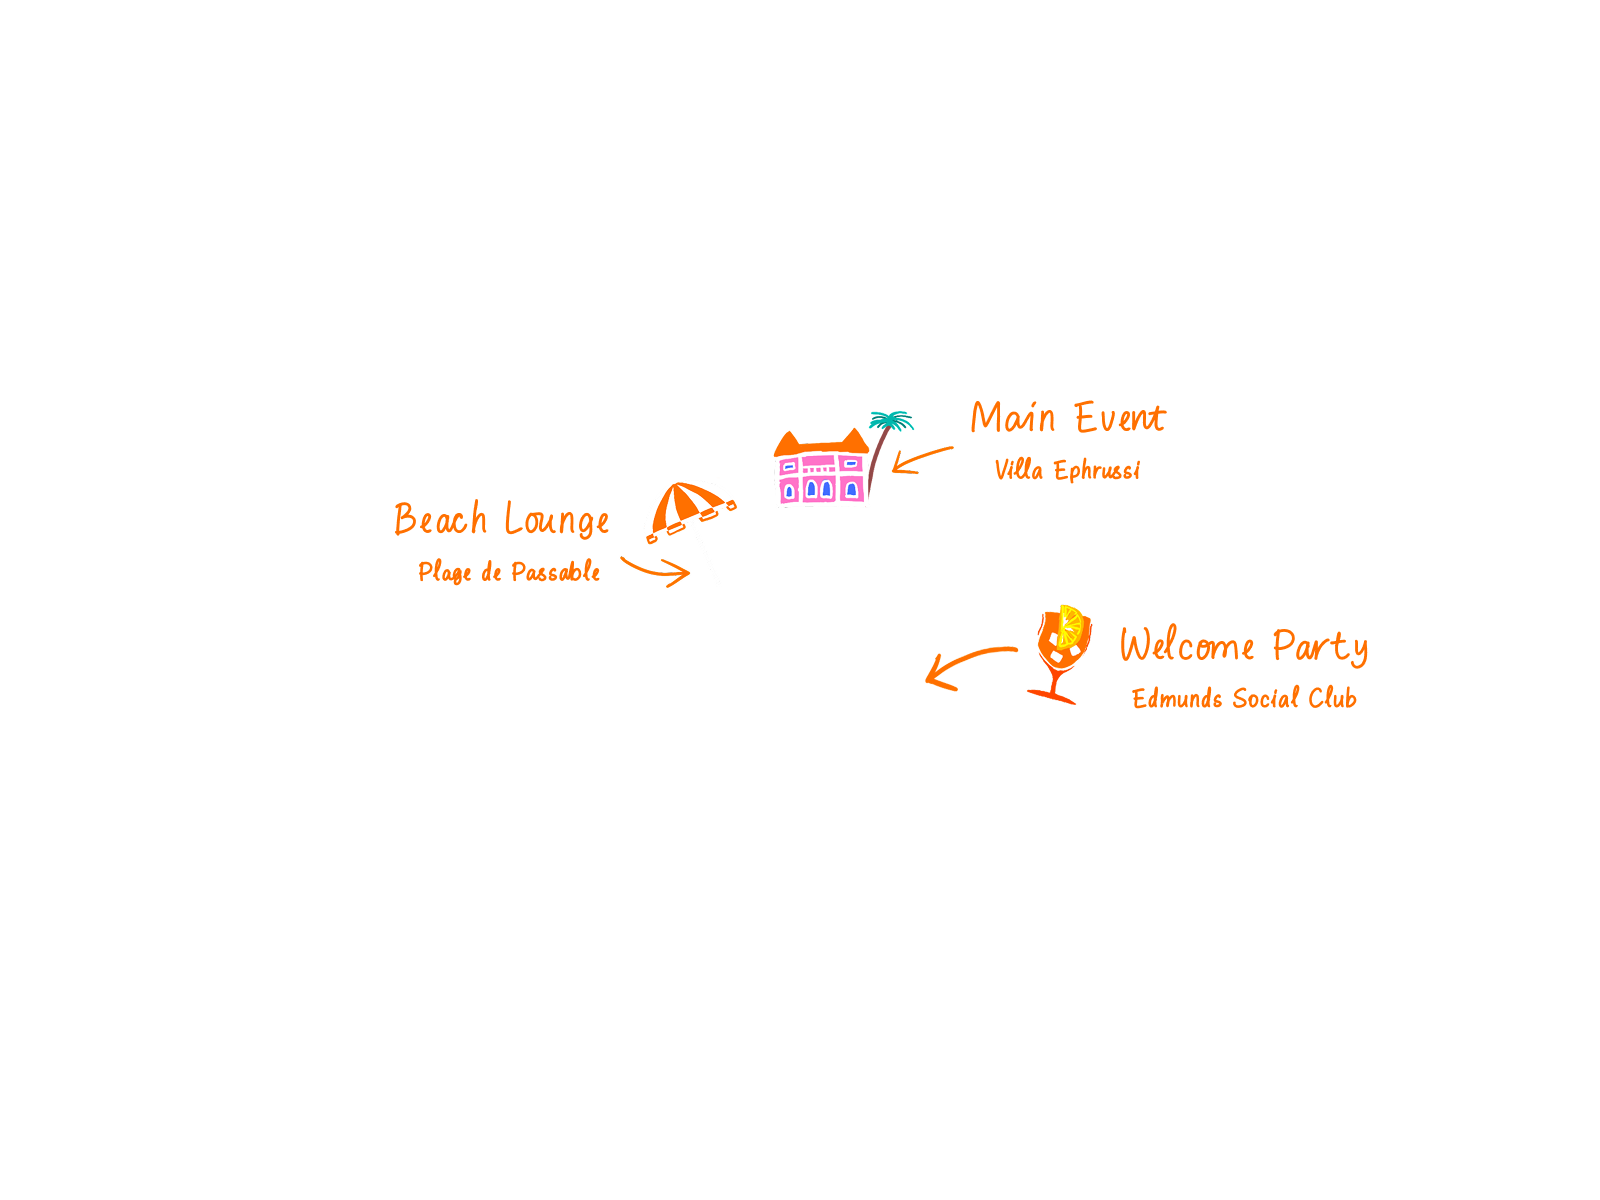 Main Event
Villa Ephrussi
Beach Lounge
Plage de Passable
Welcome Party
Edmunds Social Club